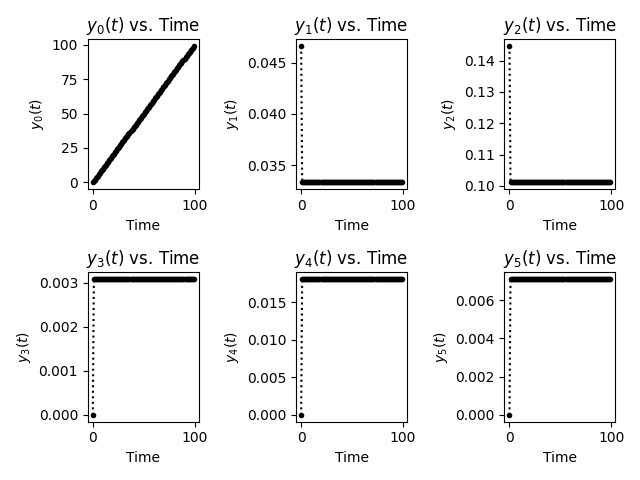 y₀(t) vs. Time
y₁(t) vs. Time
y₂(t) vs. Time
y₀(t)
100
75
50
25
0
0
100
Time
y₁(t)
0.045
0.040
0.035
0
100
Time
y₂(t)
0.14
0.13
0.12
0.11
0.10
0
100
Time
y₃(t) vs. Time
y₄(t) vs. Time
y₅(t) vs. Time
y₃(t)
0.003
0.002
0.001
0.000
0
100
Time
y₄(t)
0.015
0.010
0.005
0.000
0
100
Time
y₅(t)
0.006
0.004
0.002
0.000
0
100
Time